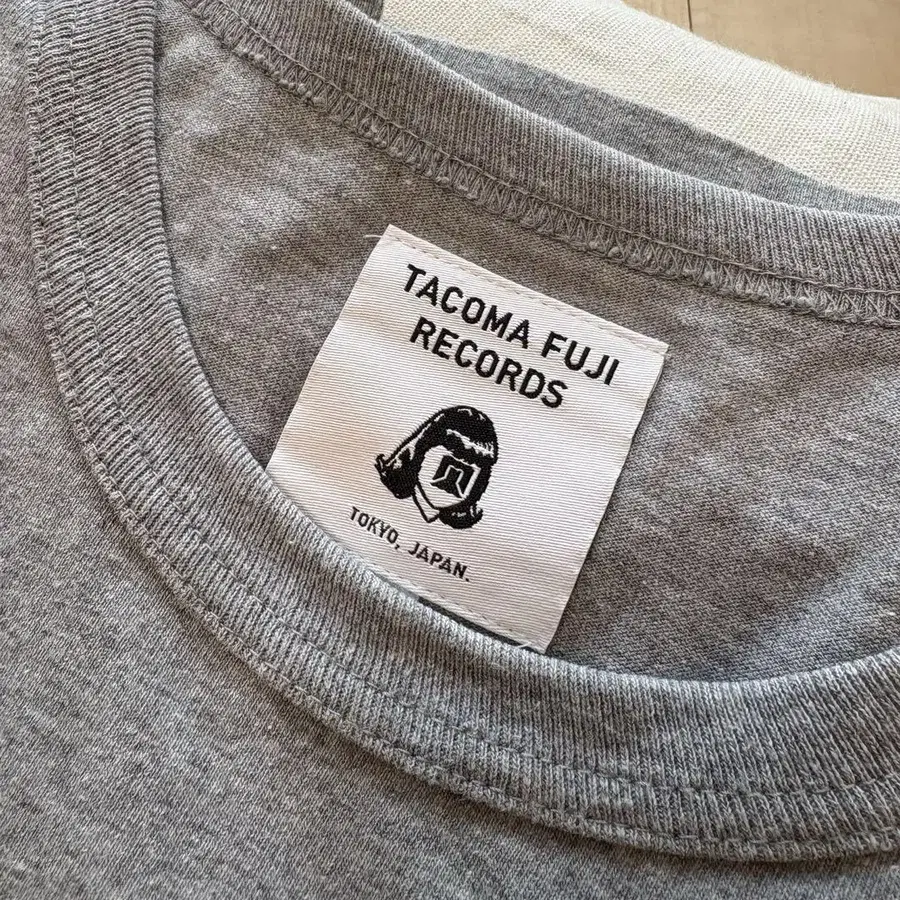 TACOMA FUJI
RECORDS
TOKYO, JAPAN.